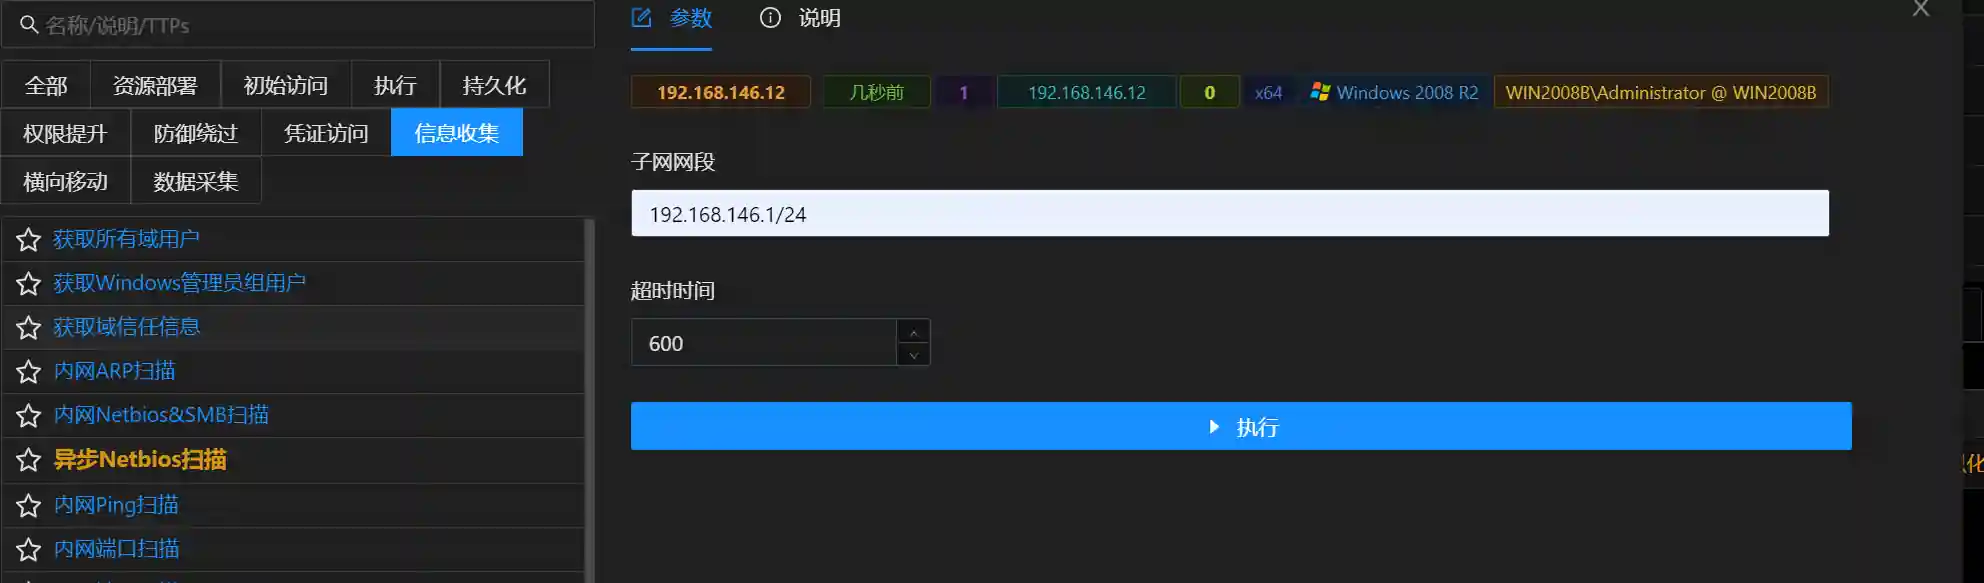 名称/说明/TTPs
全部 资源部署 初始访问 执行 持久化
权限提升 防御绕过 凭证访问 信息收集
横向移动 数据采集
获取所有域用户
获取Windows管理员组用户
获取域信任信息
内网ARP扫描
内网Netbios&SMB扫描
异步Netbios扫描
内网Ping扫描
内网端口扫描
参数 说明 X
192.168.146.12 几秒前 1 192.168.146.12 0 x64 Windows 2008 R2 WIN2008B\Administrator @ WIN2008B
子网网段
192.168.146.1/24
超时时间
600
执行
化